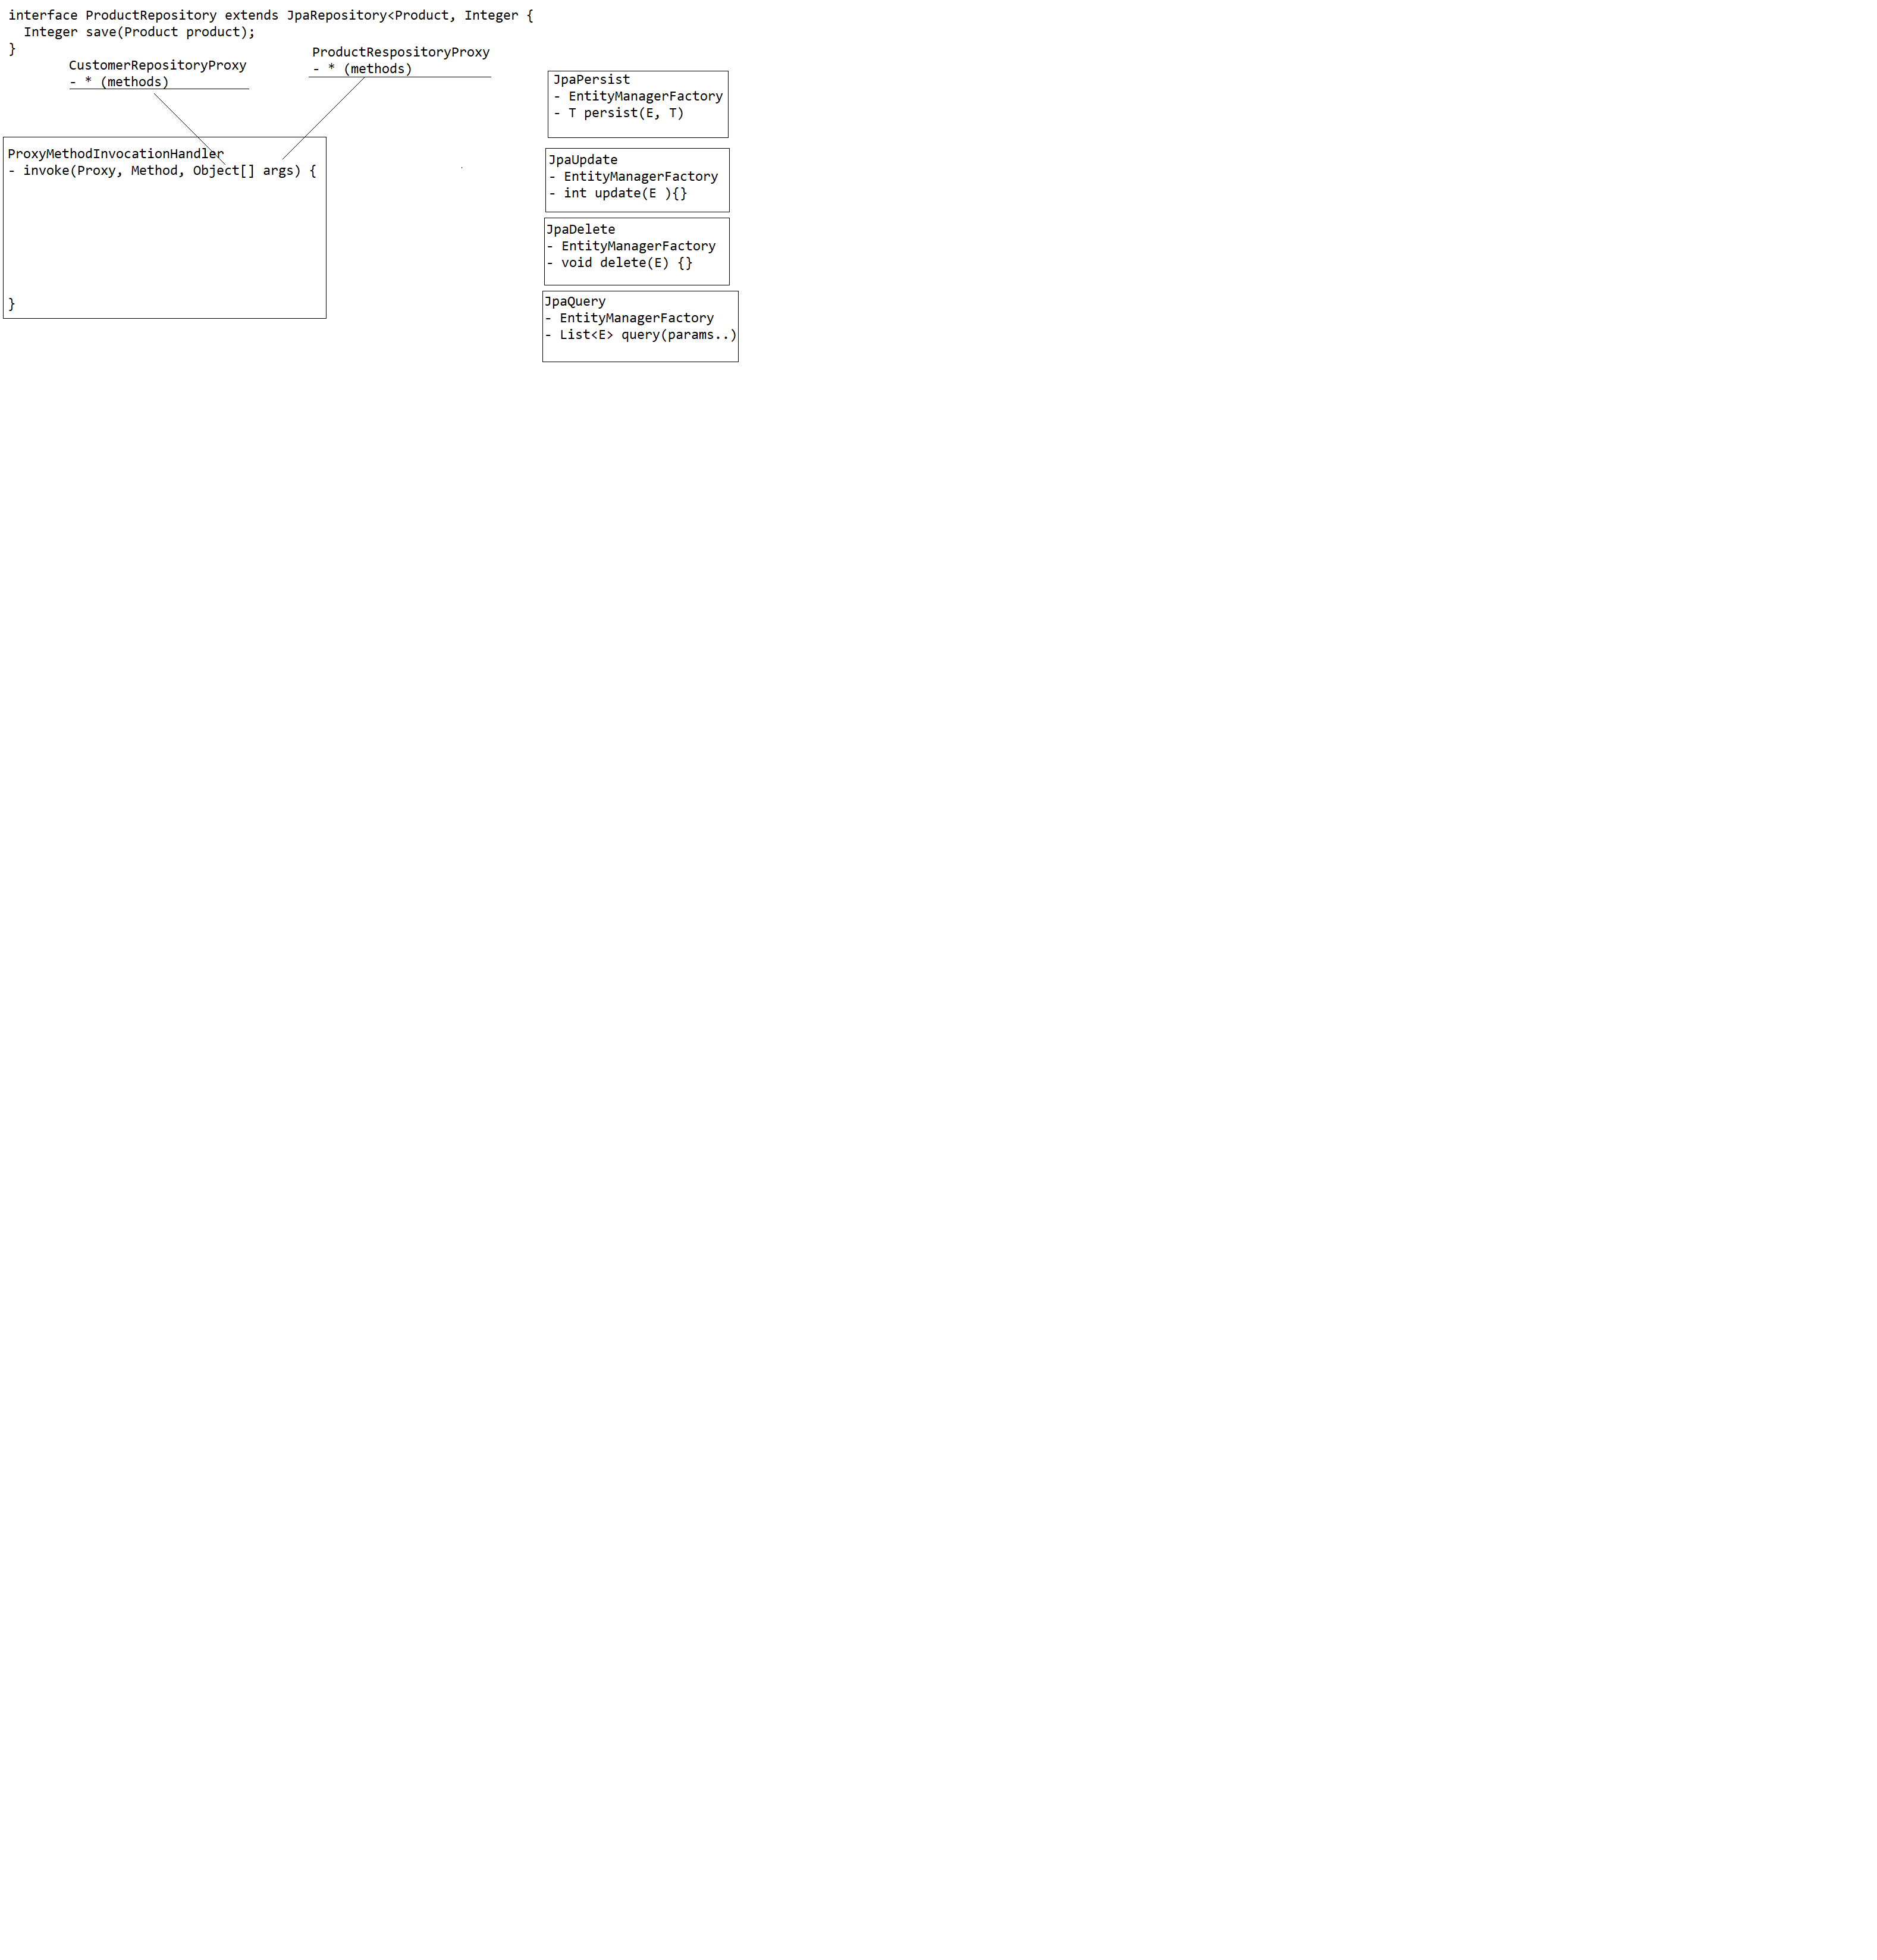 interface ProductRepository extends JpaRepository<Product, Integer {
Integer save(Product product);
}
CustomerRepositoryProxy
- * (methods)
ProductRespositoryProxy
- * (methods)
ProxyMethodInvocationHandler
- invoke(Proxy, Method, Object[] args) {
}
JpaPersist
- EntityManagerFactory
- T persist(E, T)
JpaUpdate
- EntityManagerFactory
- int update(E ){}
JpaDelete
- EntityManagerFactory
- void delete(E) {}
JpaQuery
- EntityManagerFactory
- List<E> query(params..)